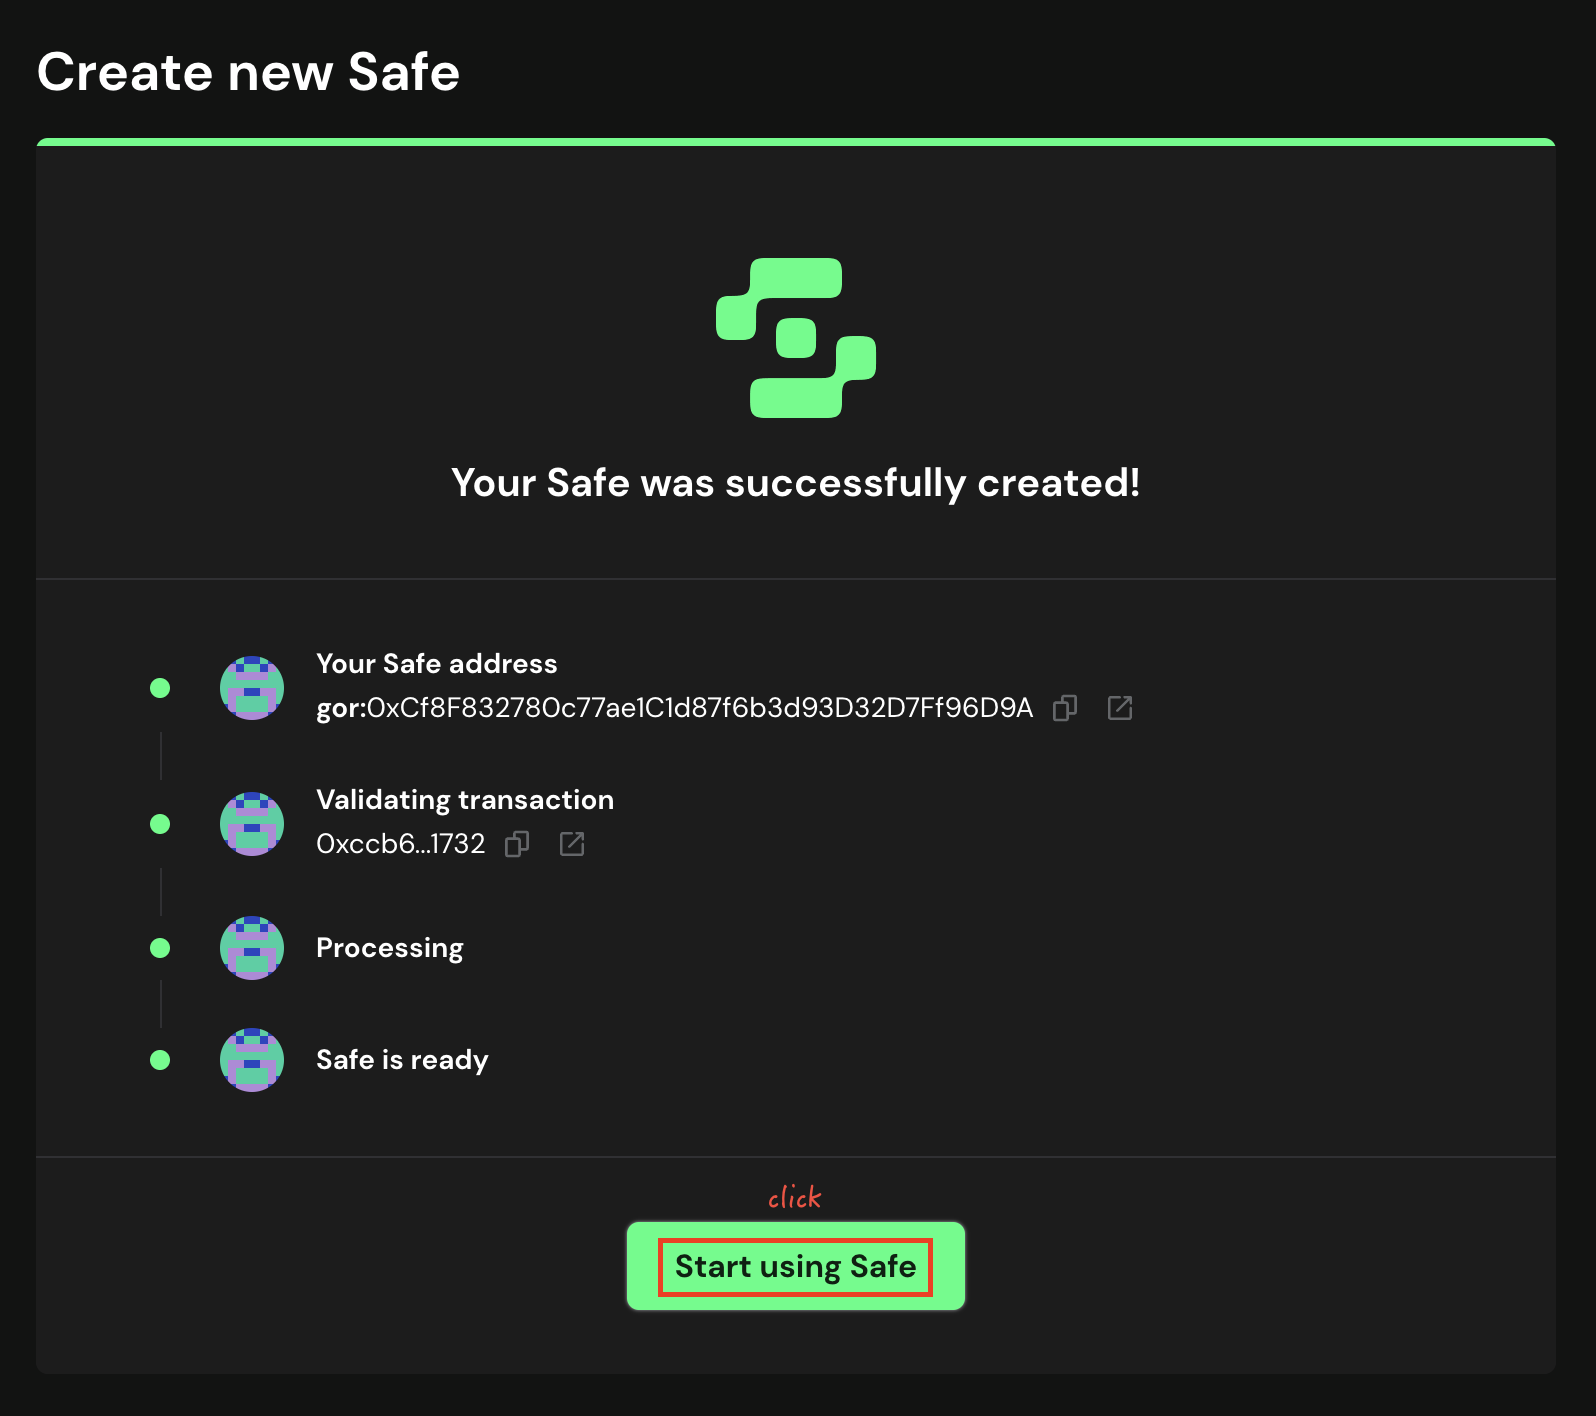 Create new Safe
Your Safe was successfully created!
Your Safe address
gor:0xCf8F832780c77ae1C1d87f6b3d93D32D7Ff96D9A
Validating transaction
0xccb6...1732
Processing
Safe is ready
click
Start using Safe